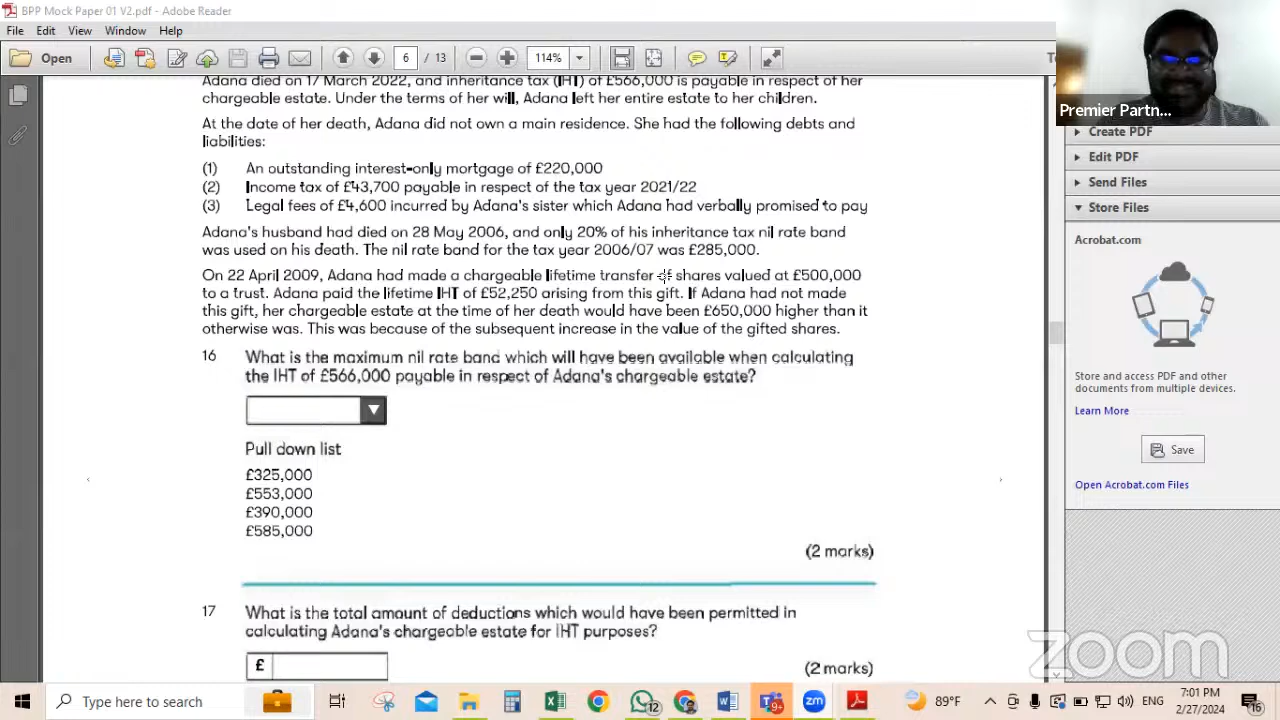 BPP Mock Paper 01 V2.pdf - Adobe Reader
File Edit View Window Help
Open 6 / 13 114%
Adana died on 17 March 2022, and inheritance tax (IHT) of £566,000 is payable in respect of her
chargeable estate. Under the terms of her will, Adana left her entire estate to her children.
At the date of her death, Adana did not own a main residence. She had the following debts and
liabilities:
(1) An outstanding interest-only mortgage of £220,000
(2) Income tax of £43,700 payable in respect of the tax year 2021/22
(3) Legal fees of £4,600 incurred by Adana's sister which Adana had verbally promised to pay
Adana's husband had died on 28 May 2006, and only 20% of his inheritance tax nil rate band
was used on his death. The nil rate band for the tax year 2006/07 was £285,000.
On 22 April 2009, Adana had made a chargeable lifetime transfer of shares valued at £500,000
to a trust. Adana paid the lifetime IHT of £52,250 arising from this gift. If Adana had not made
this gift, her chargeable estate at the time of her death would have been £650,000 higher than it
otherwise was. This was because of the subsequent increase in the value of the gifted shares.
16 What is the maximum nil rate band which will have been available when calculating
the IHT of £566,000 payable in respect of Adana's chargeable estate?
Pull down list
£325,000
£553,000
£390,000
£585,000
(2 marks)
17 What is the total amount of deductions which would have been permitted in
calculating Adana's chargeable estate for IHT purposes?
£
(2 marks)
Premier Partn...
Create PDF
Edit PDF
Send Files
Store Files
Acrobat.com
Store and access PDF and other
documents from multiple devices.
Learn More
Save
Open Acrobat.com Files
zoom
Type here to search
12
9+
zm
89°F
ENG
7:01 PM
2/27/2024
16